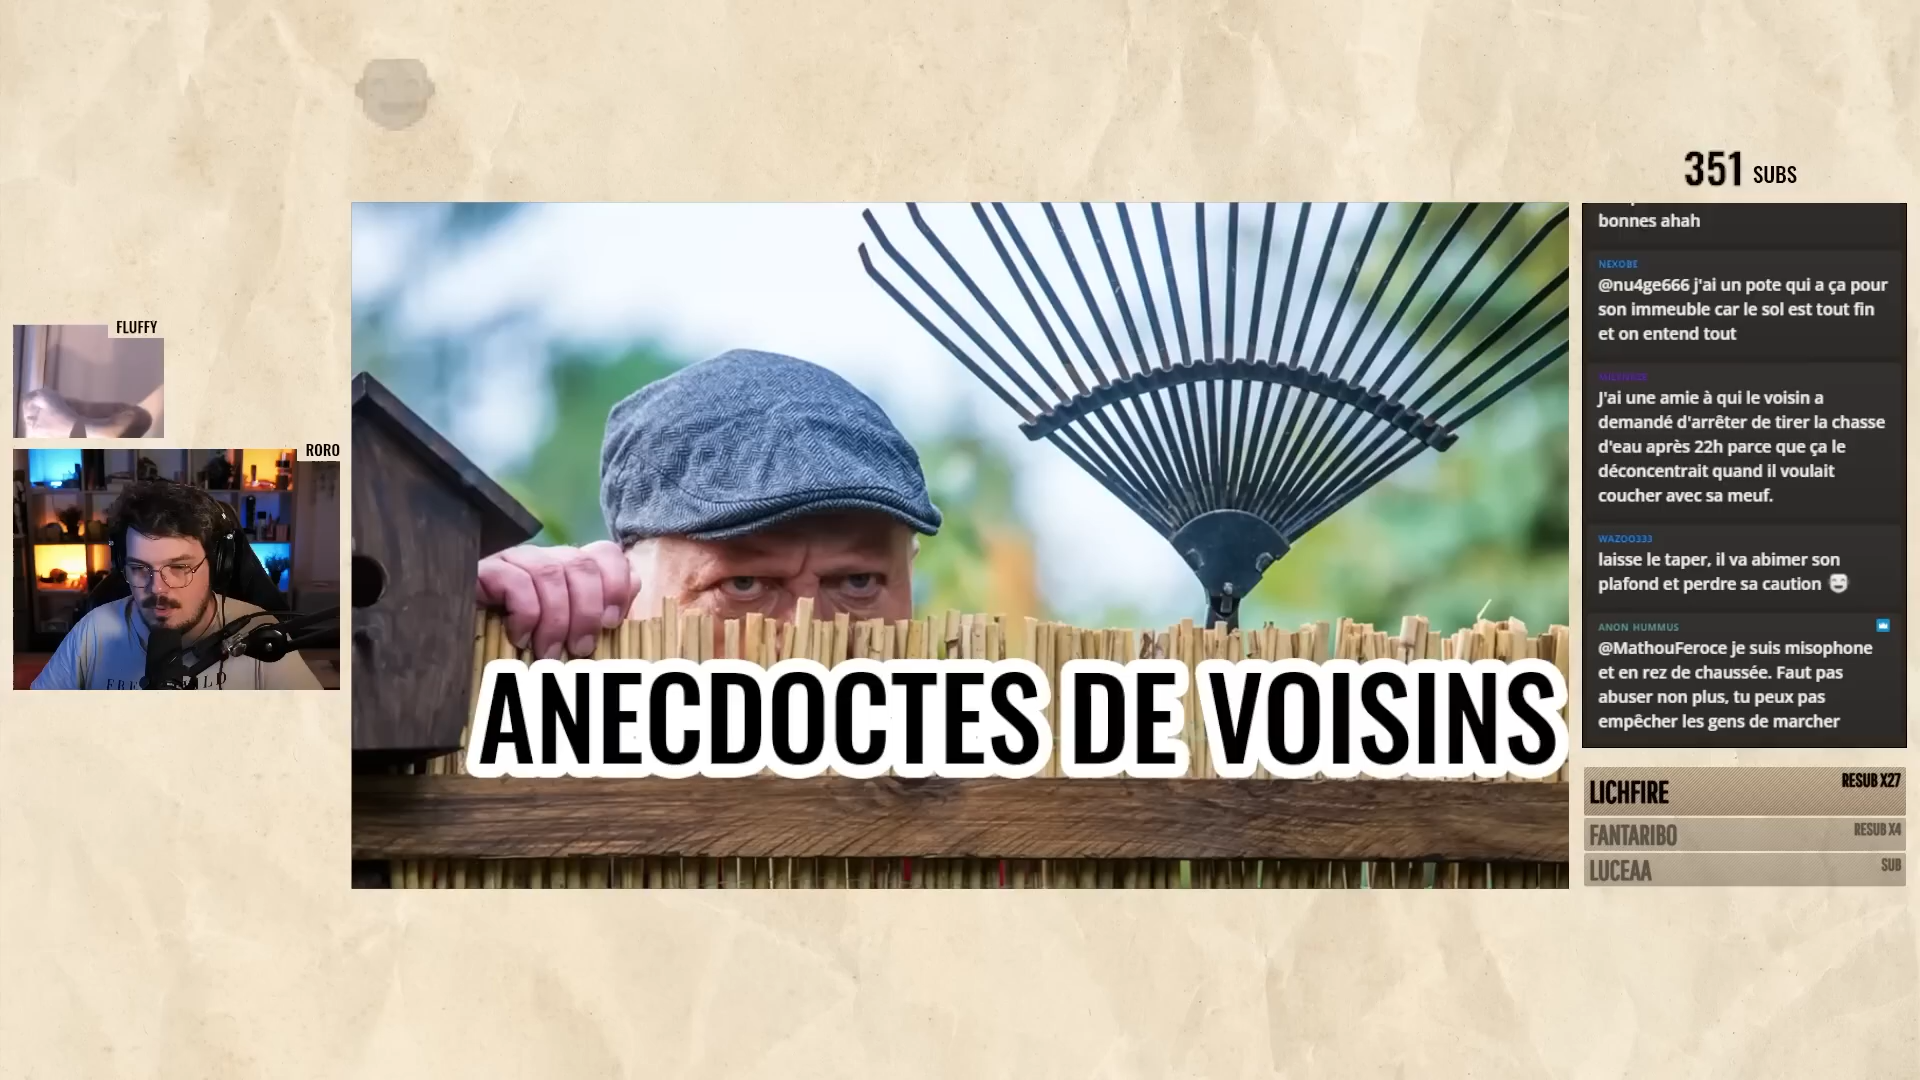 351 SUBS
bonnes ahah
NEXOBE
@nu4ge666 j'ai un pote qui a ça pour
son immeuble car le sol est tout fin
et on entend tout
J'ai une amie à qui le voisin a
demandé d'arrêter de tirer la chasse
d'eau après 22h parce que ça le
déconcentrait quand il voulait
coucher avec sa meuf.
WAZOO333
laisse le taper, il va abimer son
plafond et perdre sa caution
ANON HUMMUS
@MathouFeroce je suis misophone
et en rez de chaussée. Faut pas
abuser non plus, tu peux pas
empêcher les gens de marcher
FLUFFY
RORO
ANECDOCTES DE VOISINS
LICHFIRE RESUB X27
FANTARIBO RESUB X4
LUCEAA SUB